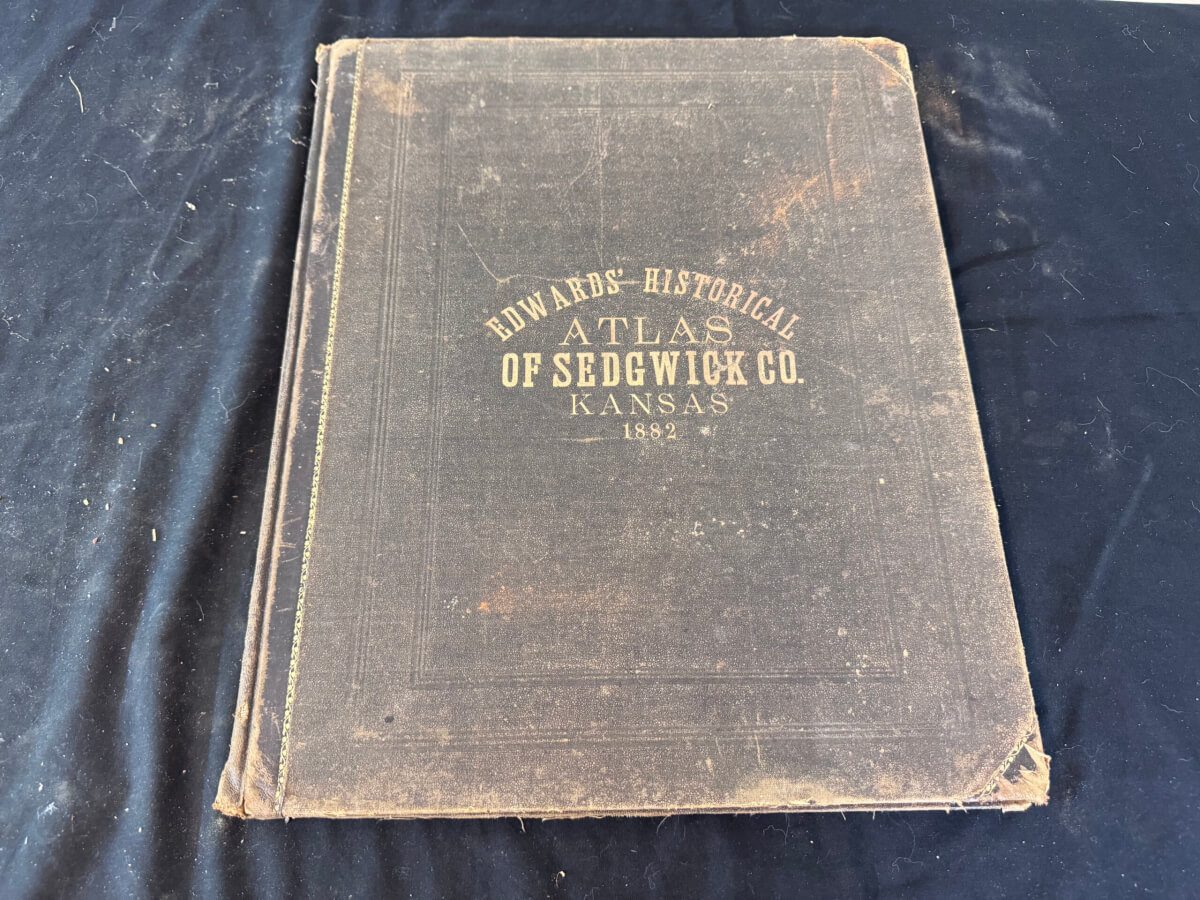 EDWARDS' HISTORICAL
ATLAS
OF SEDGWICK CO.
KANSAS
1882